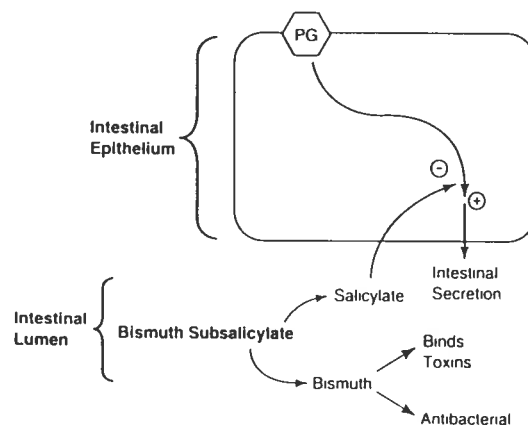 PG
Intestinal
Epithelium
−
+
Intestinal
Secretion
Salicylate
Intestinal
Lumen
Bismuth Subsalicylate
Binds
Toxins
Bismuth
Antibacterial